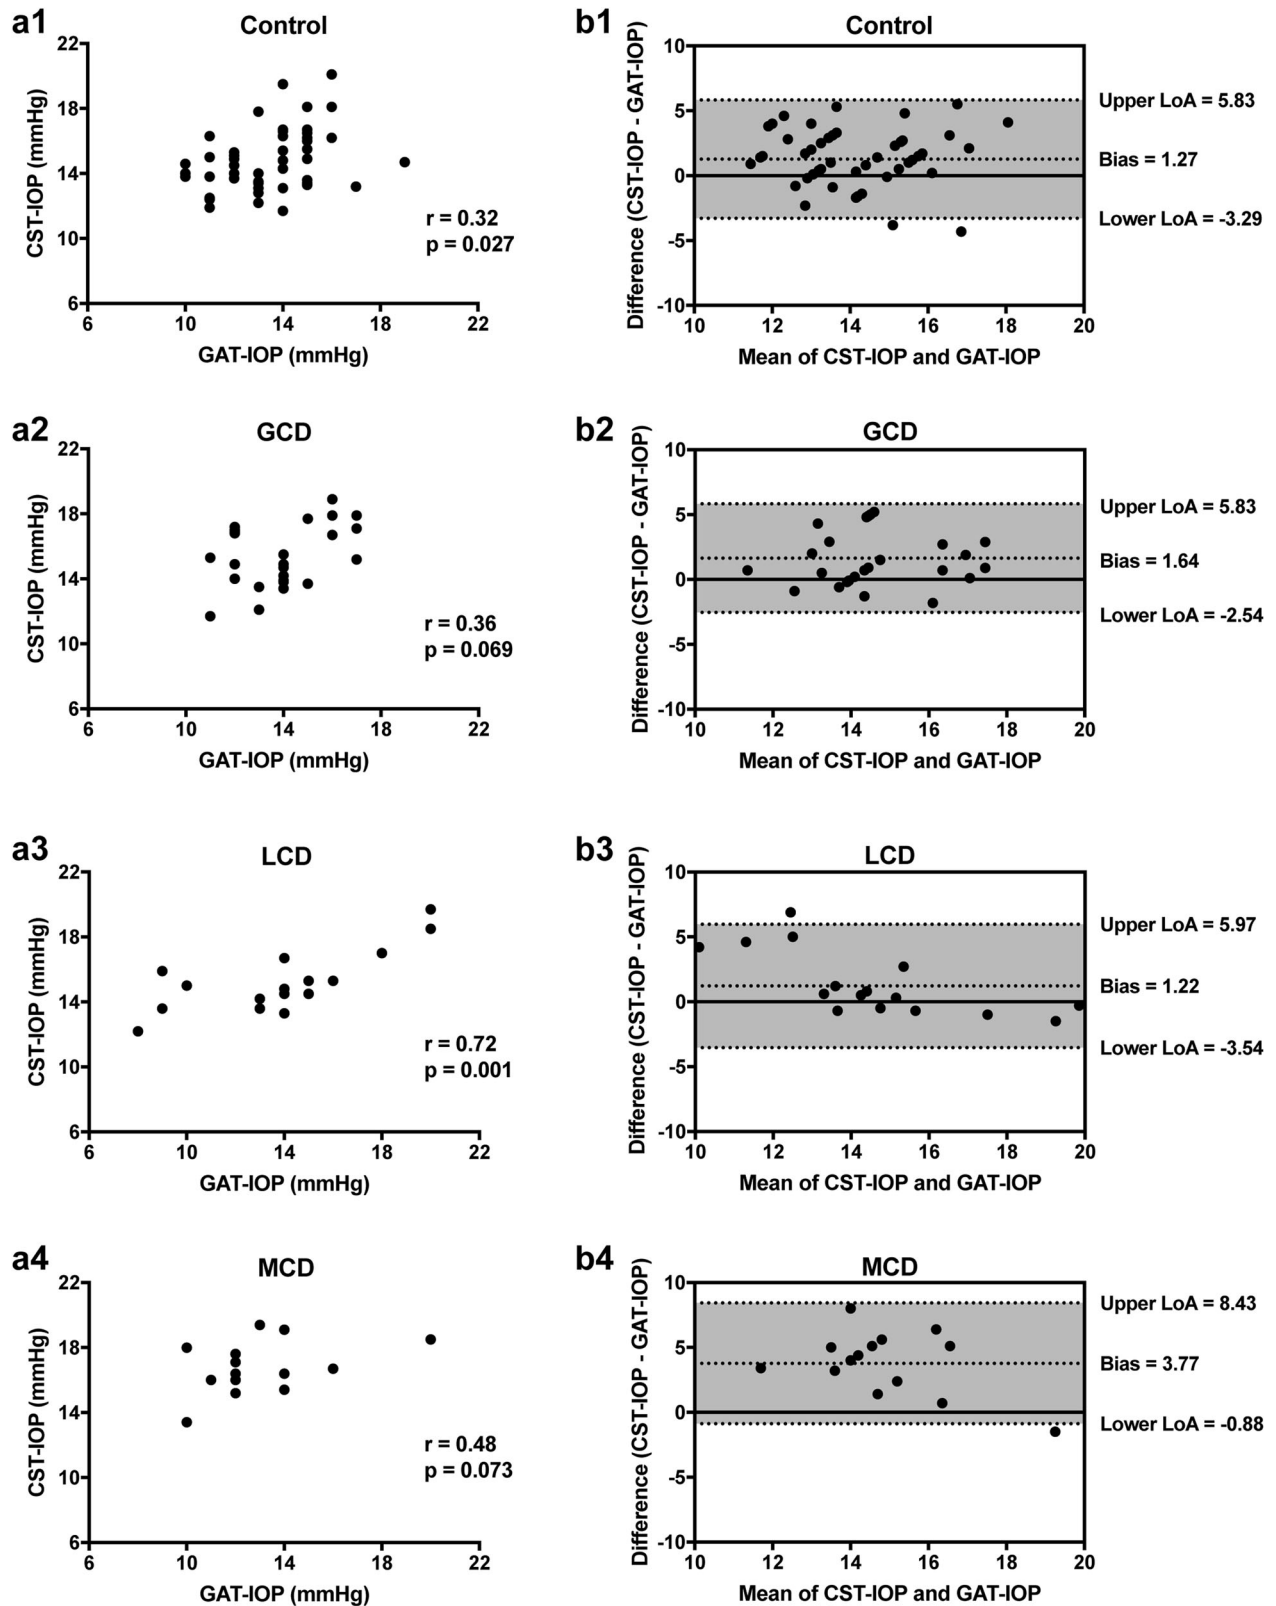 a1
Control
CST-IOP (mmHg)
22
18
14
10
6
6 10 14 18 22
r = 0.32
p = 0.027
GAT-IOP (mmHg)
b1
Control
Difference (CST-IOP - GAT-IOP)
10
5
0
-5
-10
10 12 14 16 18 20
Upper LoA = 5.83
Bias = 1.27
Lower LoA = -3.29
Mean of CST-IOP and GAT-IOP
a2
GCD
CST-IOP (mmHg)
22
18
14
10
6
6 10 14 18 22
r = 0.36
p = 0.069
GAT-IOP (mmHg)
b2
GCD
Difference (CST-IOP - GAT-IOP)
10
5
0
-5
-10
10 12 14 16 18 20
Upper LoA = 5.83
Bias = 1.64
Lower LoA = -2.54
Mean of CST-IOP and GAT-IOP
a3
LCD
CST-IOP (mmHg)
22
18
14
10
6
6 10 14 18 22
r = 0.72
p = 0.001
GAT-IOP (mmHg)
b3
LCD
Difference (CST-IOP - GAT-IOP)
10
5
0
-5
-10
10 12 14 16 18 20
Upper LoA = 5.97
Bias = 1.22
Lower LoA = -3.54
Mean of CST-IOP and GAT-IOP
a4
MCD
CST-IOP (mmHg)
22
18
14
10
6
6 10 14 18 22
r = 0.48
p = 0.073
GAT-IOP (mmHg)
b4
MCD
Difference (CST-IOP - GAT-IOP)
10
5
0
-5
-10
10 12 14 16 18 20
Upper LoA = 8.43
Bias = 3.77
Lower LoA = -0.88
Mean of CST-IOP and GAT-IOP